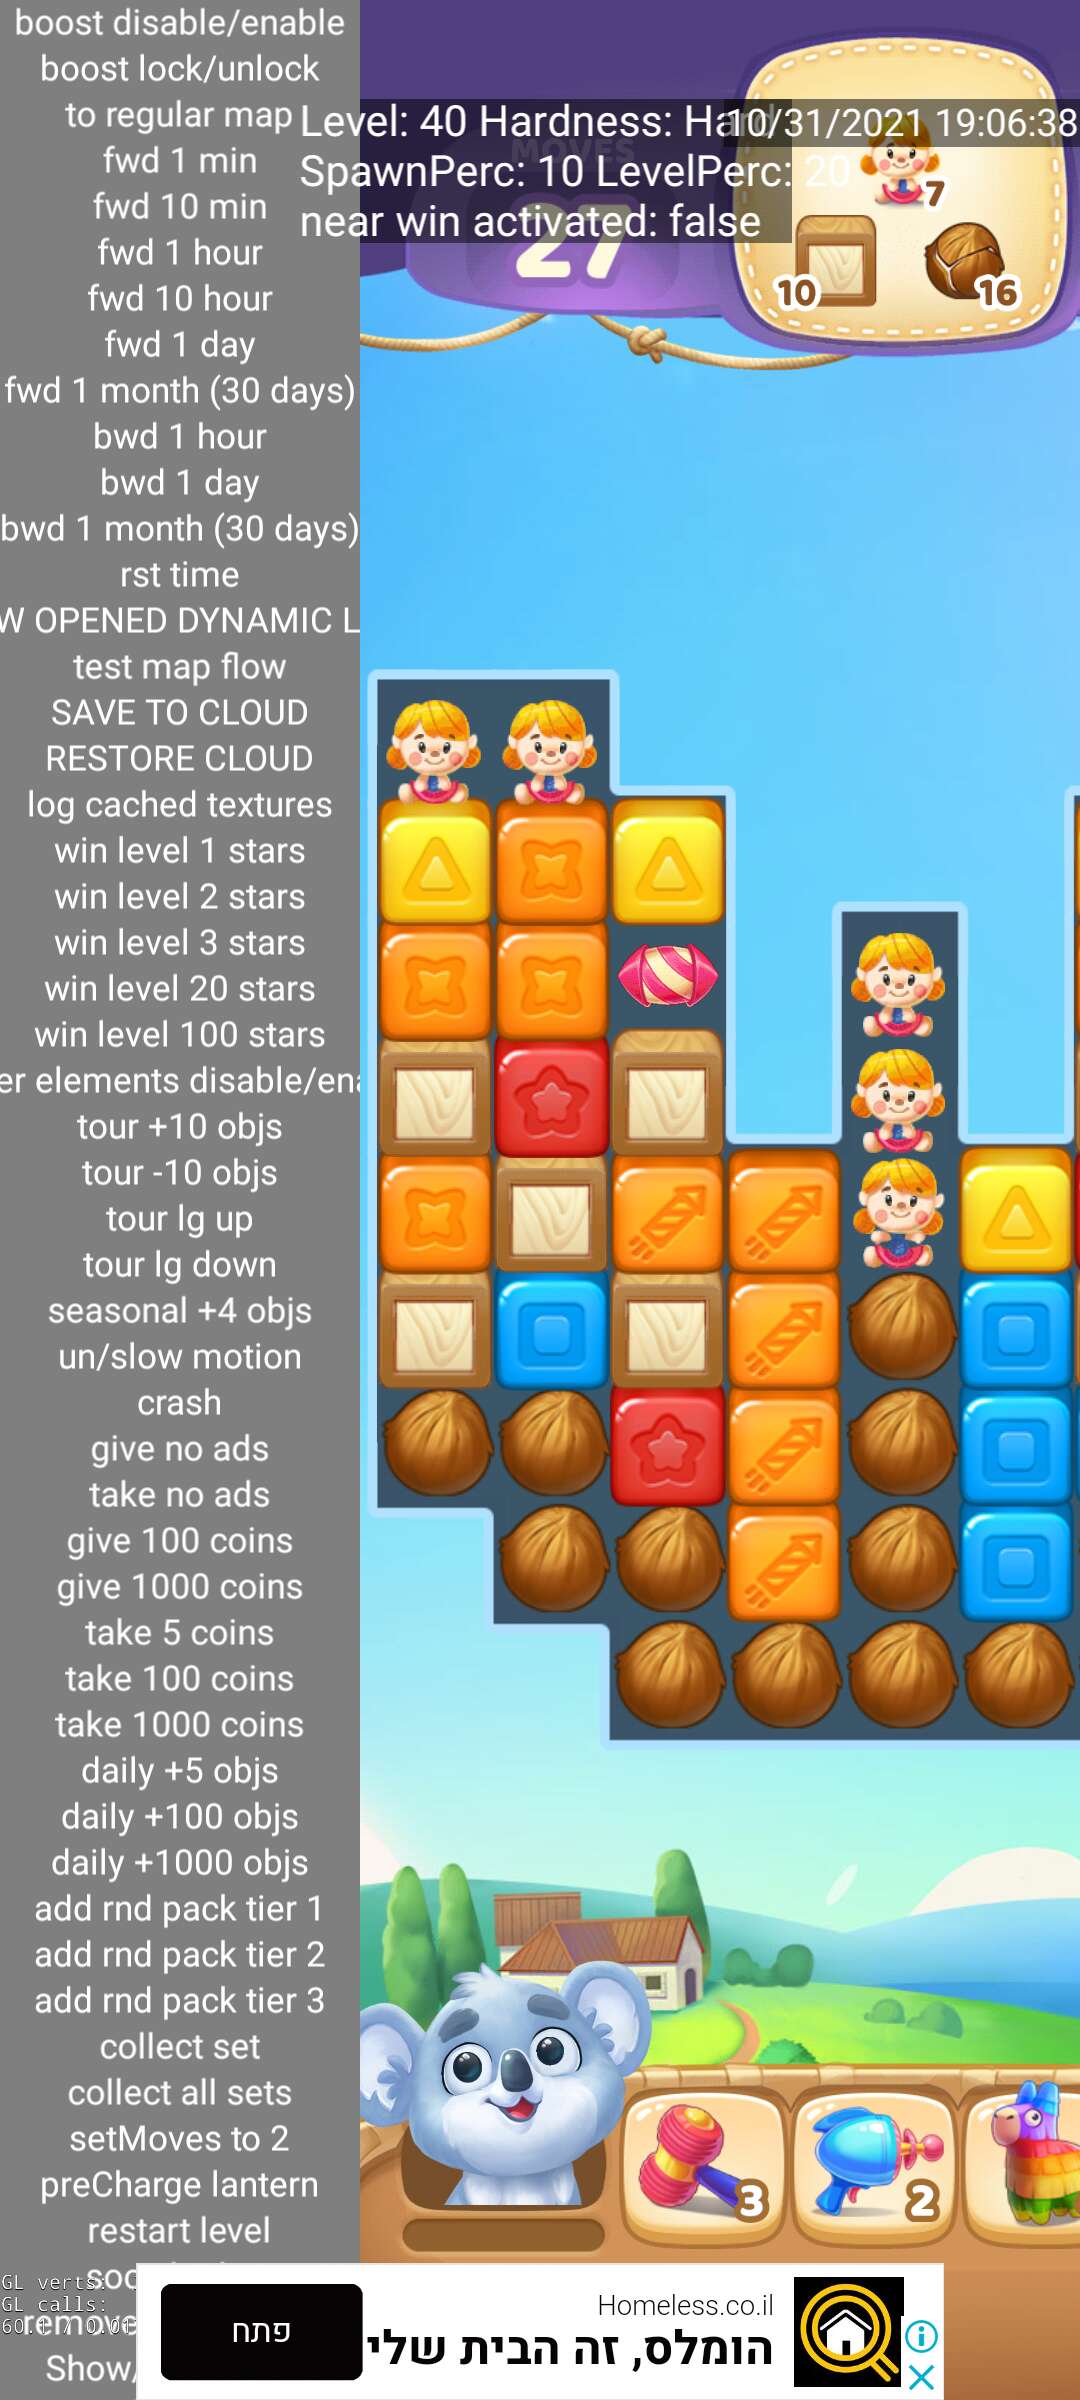 boost disable/enable
boost lock/unlock
to regular map
fwd 1 min
fwd 10 min
fwd 1 hour
fwd 10 hour
fwd 1 day
fwd 1 month (30 days)
bwd 1 hour
bwd 1 day
bwd 1 month (30 days)
rst time
W OPENED DYNAMIC L
test map flow
SAVE TO CLOUD
RESTORE CLOUD
log cached textures
win level 1 stars
win level 2 stars
win level 3 stars
win level 20 stars
win level 100 stars
er elements disable/ena
tour +10 objs
tour -10 objs
tour lg up
tour lg down
seasonal +4 objs
un/slow motion
crash
give no ads
take no ads
give 100 coins
give 1000 coins
take 5 coins
take 100 coins
take 1000 coins
daily +5 objs
daily +100 objs
daily +1000 objs
add rnd pack tier 1
add rnd pack tier 2
add rnd pack tier 3
collect set
collect all sets
setMoves to 2
preCharge lantern
restart level
remove
Show/
GL verts:
GL calls:
Level: 40 Hardness: Hard
10/31/2021 19:06:38
SpawnPerc: 10 LevelPerc: 20
near win activated: false
MOVES
27
7
10
16
3
2
Homeless.co.il
הומלס, זה הבית שלי
פתח